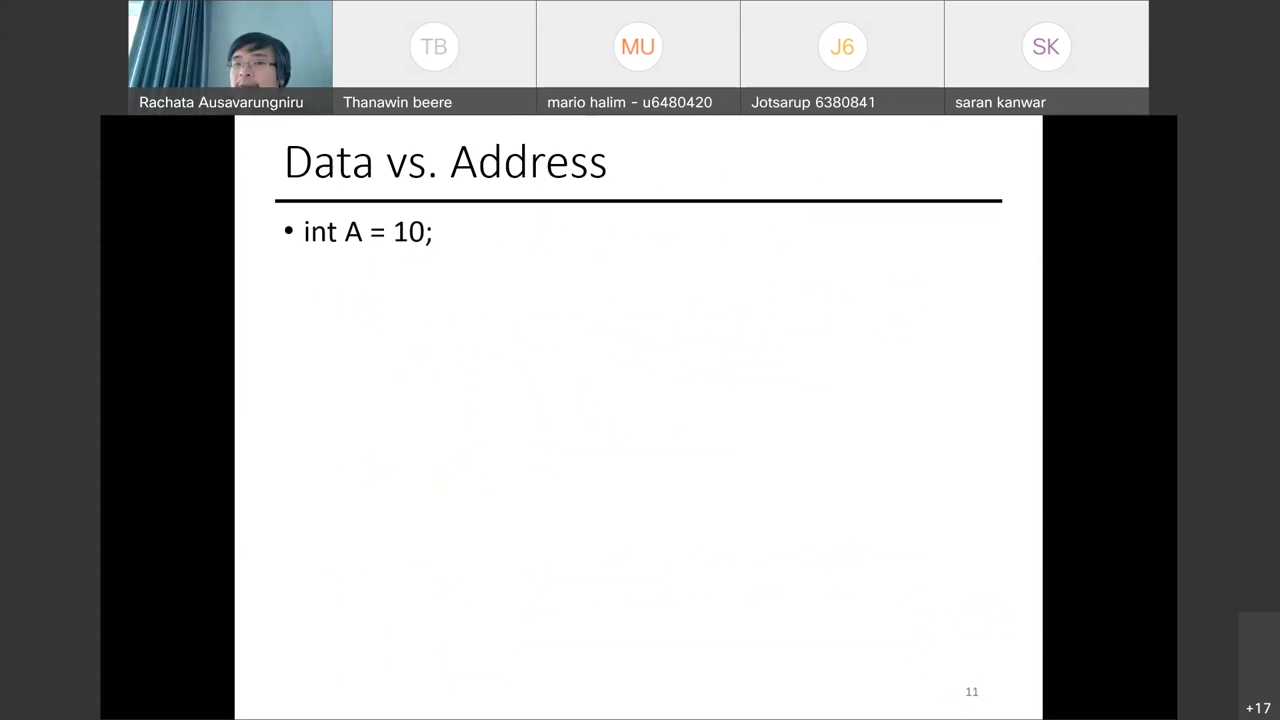 TB
MU
J6
SK
Rachata Ausavarungniru
Thanawin beere
mario halim - u6480420
Jotsarup 6380841
saran kanwar
Data vs. Address
• int A = 10;
11
+17